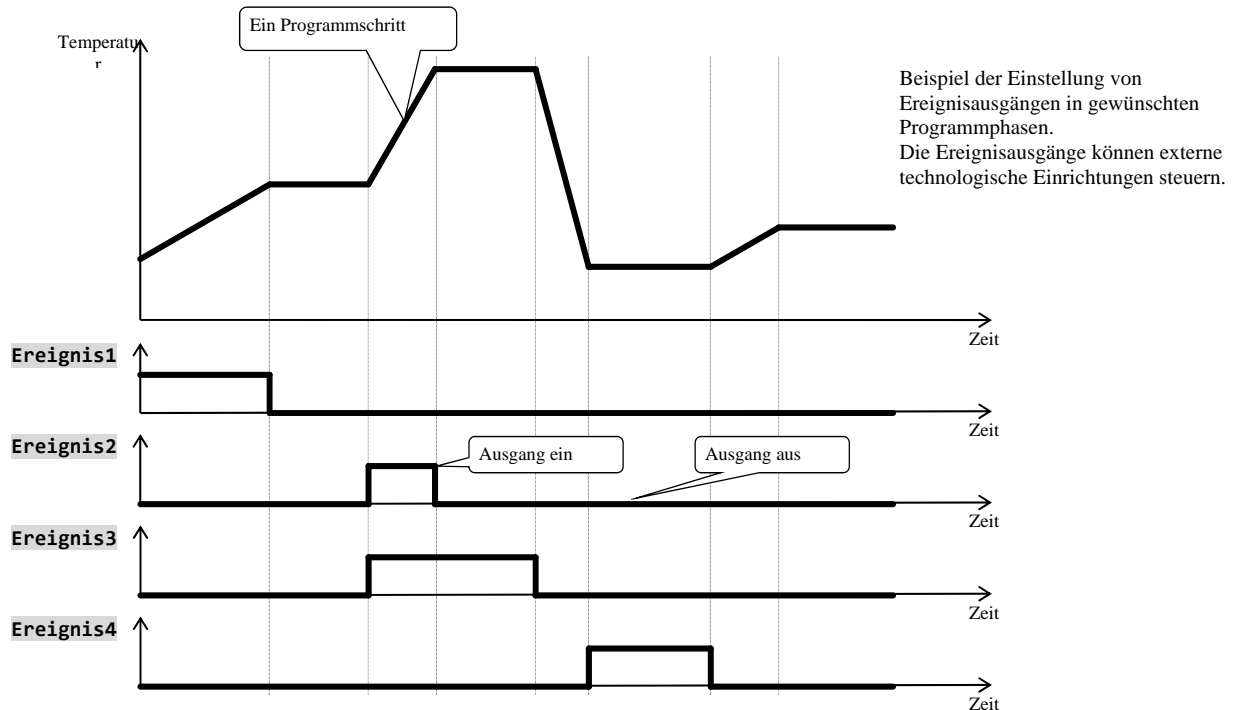 Ein Programmschritt
Temperatu
r
Beispiel der Einstellung von
Ereignisausgängen in gewünschten
Programmphasen.
Die Ereignisausgänge können externe
technologische Einrichtungen steuern.
Zeit
Ereignis1
Zeit
Ereignis2
Ausgang ein
Ausgang aus
Zeit
Ereignis3
Zeit
Ereignis4
Zeit